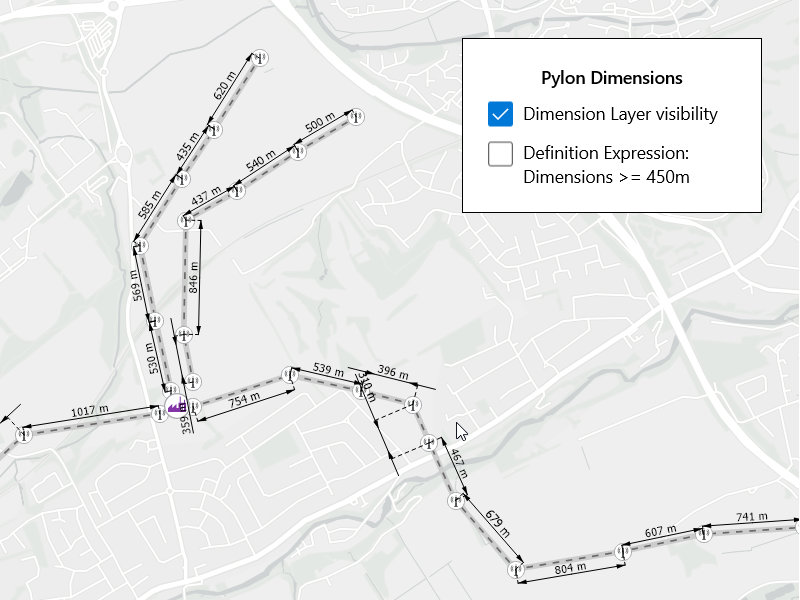 Pylon Dimensions
Dimension Layer visibility
Definition Expression:
Dimensions >= 450m
620 m
435 m
585 m
500 m
540 m
437 m
569 m
846 m
530 m
539 m
396 m
310 m
1017 m
754 m
359 m
467 m
679 m
607 m
741 m
804 m